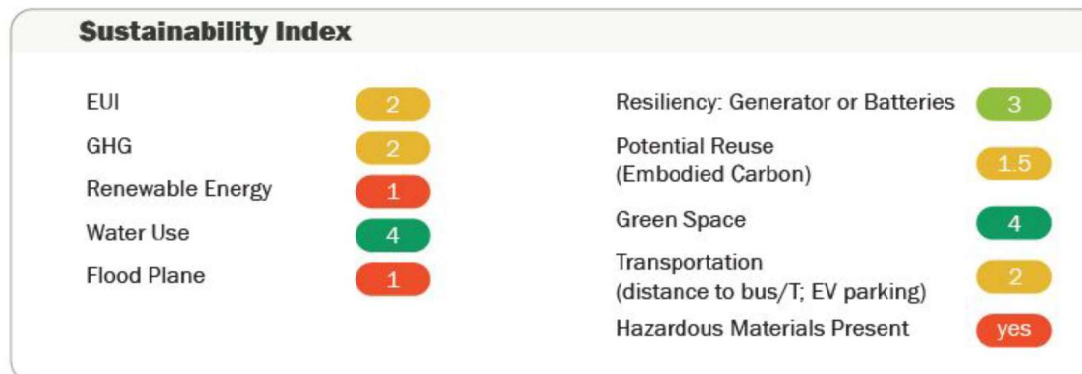 Sustainability Index
EUI 2
GHG 2
Renewable Energy 1
Water Use 4
Flood Plane 1
Resiliency: Generator or Batteries 3
Potential Reuse
(Embodied Carbon) 1.5
Green Space 4
Transportation
(distance to bus/T; EV parking) 2
Hazardous Materials Present yes